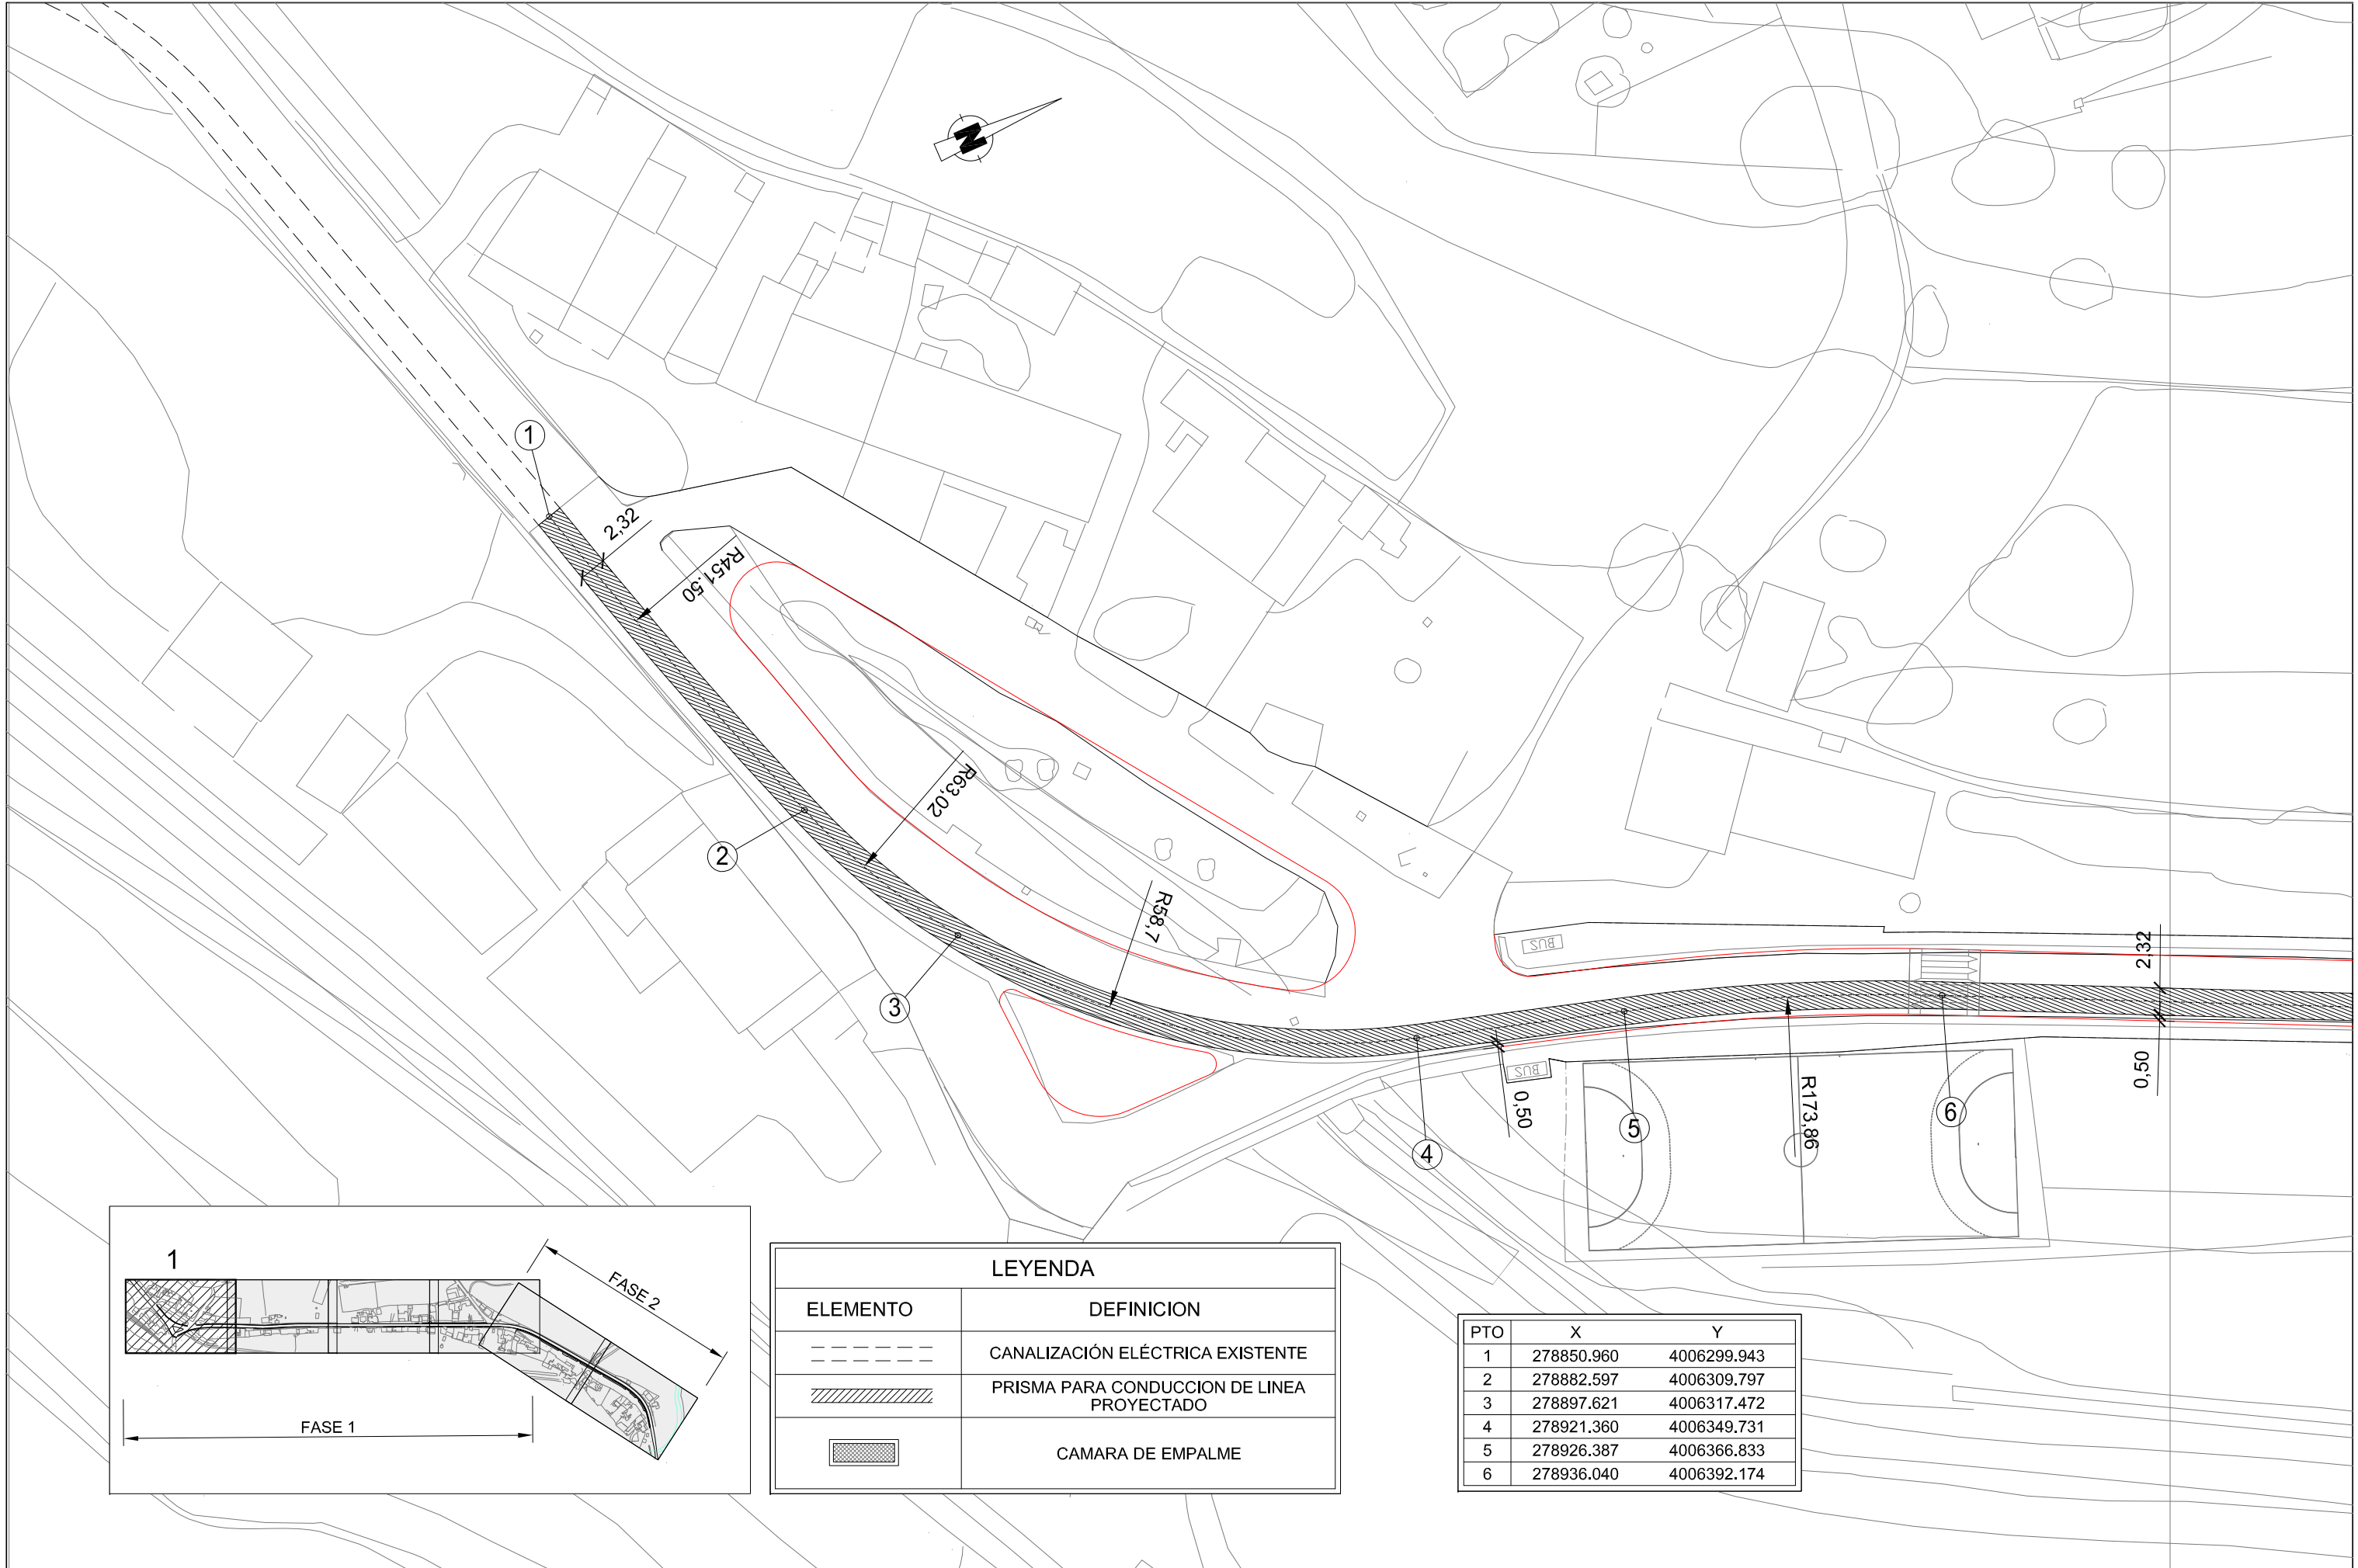 N
1
2,32
R451.50
R63,02
2
R58,7
3
BUS
2,32
BUS
0,50
4
5
R173,86
6
0,50
1
FASE 2
FASE 1
LEYENDA
ELEMENTO DEFINICION
CANALIZACIÓN ELÉCTRICA EXISTENTE
PRISMA PARA CONDUCCION DE LINEA
PROYECTADO
CAMARA DE EMPALME
PTO X Y
1 278850.960 4006299.943
2 278882.597 4006309.797
3 278897.621 4006317.472
4 278921.360 4006349.731
5 278926.387 4006366.833
6 278936.040 4006392.174